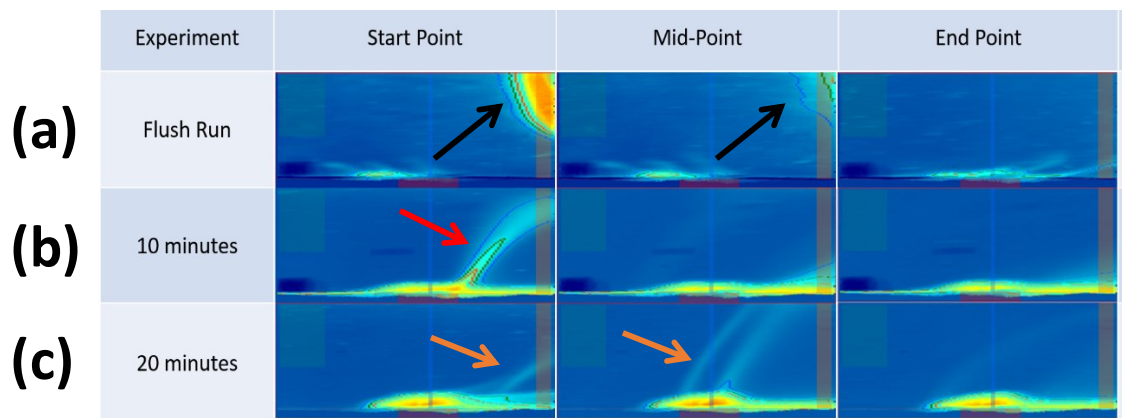 Experiment Start Point Mid-Point End Point
(a) Flush Run
(b) 10 minutes
(c) 20 minutes